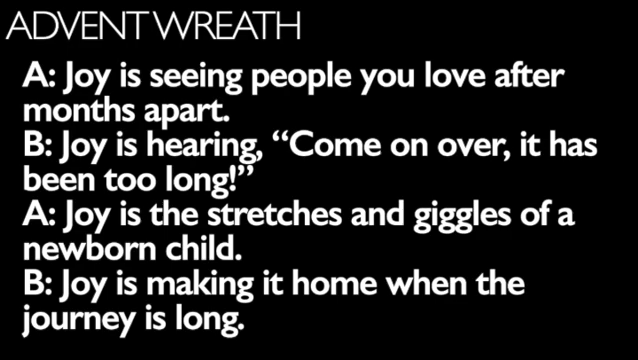 ADVENT WREATH
A: Joy is seeing people you love after
months apart.
B: Joy is hearing, “Come on over, it has
been too long!”
A: Joy is the stretches and giggles of a
newborn child.
B: Joy is making it home when the
journey is long.